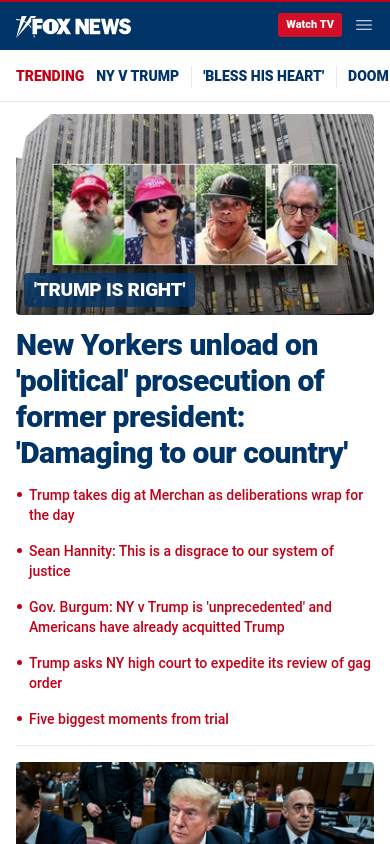 FOX NEWS
Watch TV
TRENDING NY V TRUMP 'BLESS HIS HEART' DOOM
'TRUMP IS RIGHT'
New Yorkers unload on
'political' prosecution of
former president:
'Damaging to our country'
Trump takes dig at Merchan as deliberations wrap for
the day
Sean Hannity: This is a disgrace to our system of
justice
Gov. Burgum: NY v Trump is 'unprecedented' and
Americans have already acquitted Trump
Trump asks NY high court to expedite its review of gag
order
Five biggest moments from trial